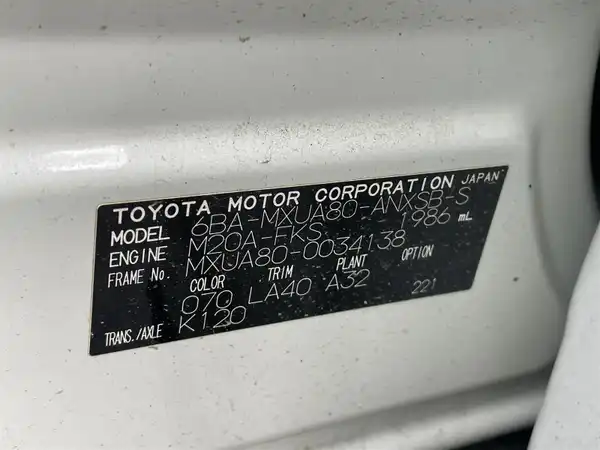 TOYOTA MOTOR CORPORATION JAPAN
MODEL 6BA-MXUA80-ANXSB-S
ENGINE M20A-FKS 1986 mL
FRAME No. MXUA80-0034138
COLOR TRIM PLANT OPTION
070 LA40 A32 221
TRANS./AXLE K120